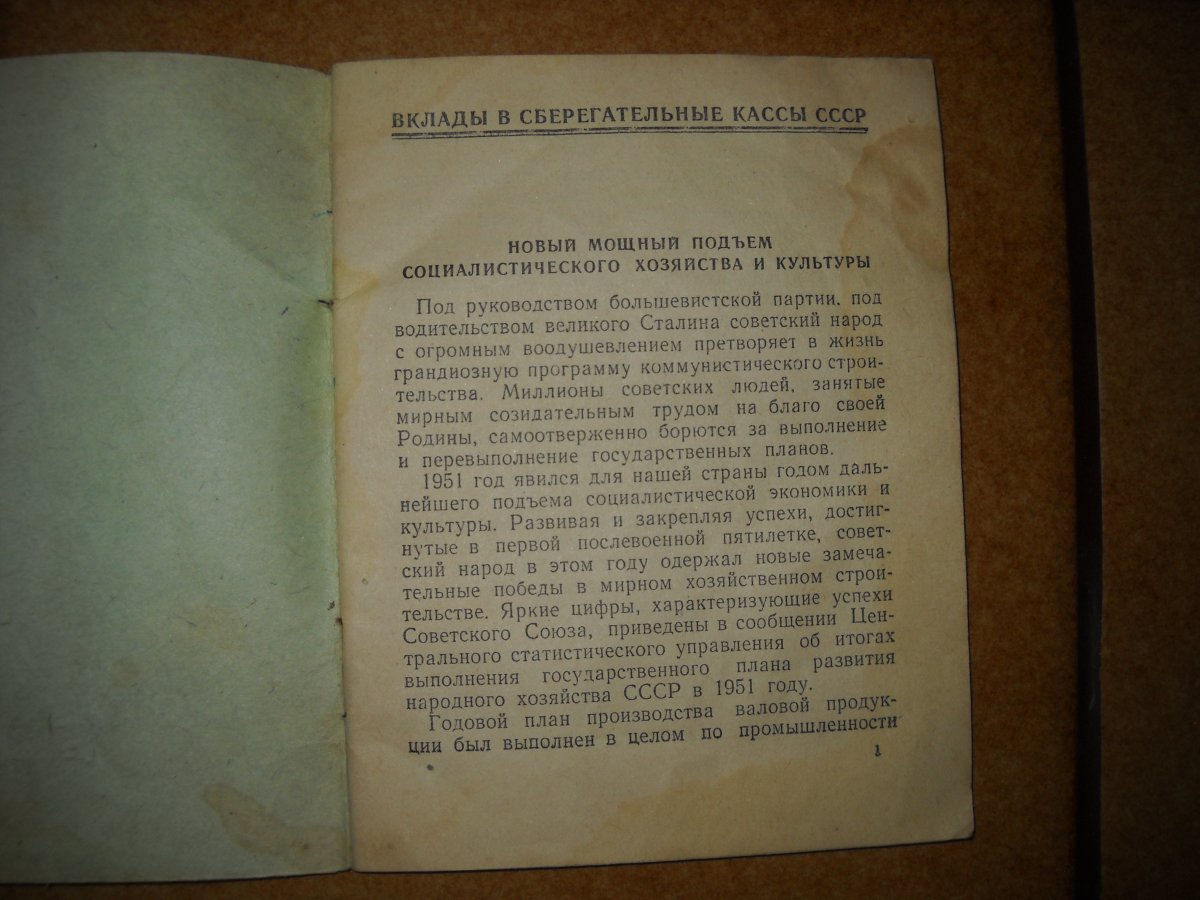 ВКЛАДЫ В СБЕРЕГАТЕЛЬНЫЕ КАССЫ СССР
НОВЫЙ МОЩНЫЙ ПОДЪЕМ
СОЦИАЛИСТИЧЕСКОГО ХОЗЯЙСТВА И КУЛЬТУРЫ
Под руководством большевистской партии, под
водительством великого Сталина советский народ
с огромным воодушевлением претворяет в жизнь
грандиозную программу коммунистического строи-
тельства. Миллионы советских людей, занятые
мирным созидательным трудом на благо своей
Родины, самоотверженно борются за выполнение
и перевыполнение государственных планов.
1951 год явился для нашей страны годом даль-
нейшего подъема социалистической экономики и
культуры. Развивая и закрепляя успехи, достиг-
нутые в первой послевоенной пятилетке, совет-
ский народ в этом году одержал новые замеча-
тельные победы в мирном хозяйственном строи-
тельстве. Яркие цифры, характеризующие успехи
Советского Союза, приведены в сообщении Цен-
трального статистического управления об итогах
выполнения государственного плана развития
народного хозяйства СССР в 1951 году.
Годовой план производства валовой продук-
ции был выполнен в целом по промышленности
1